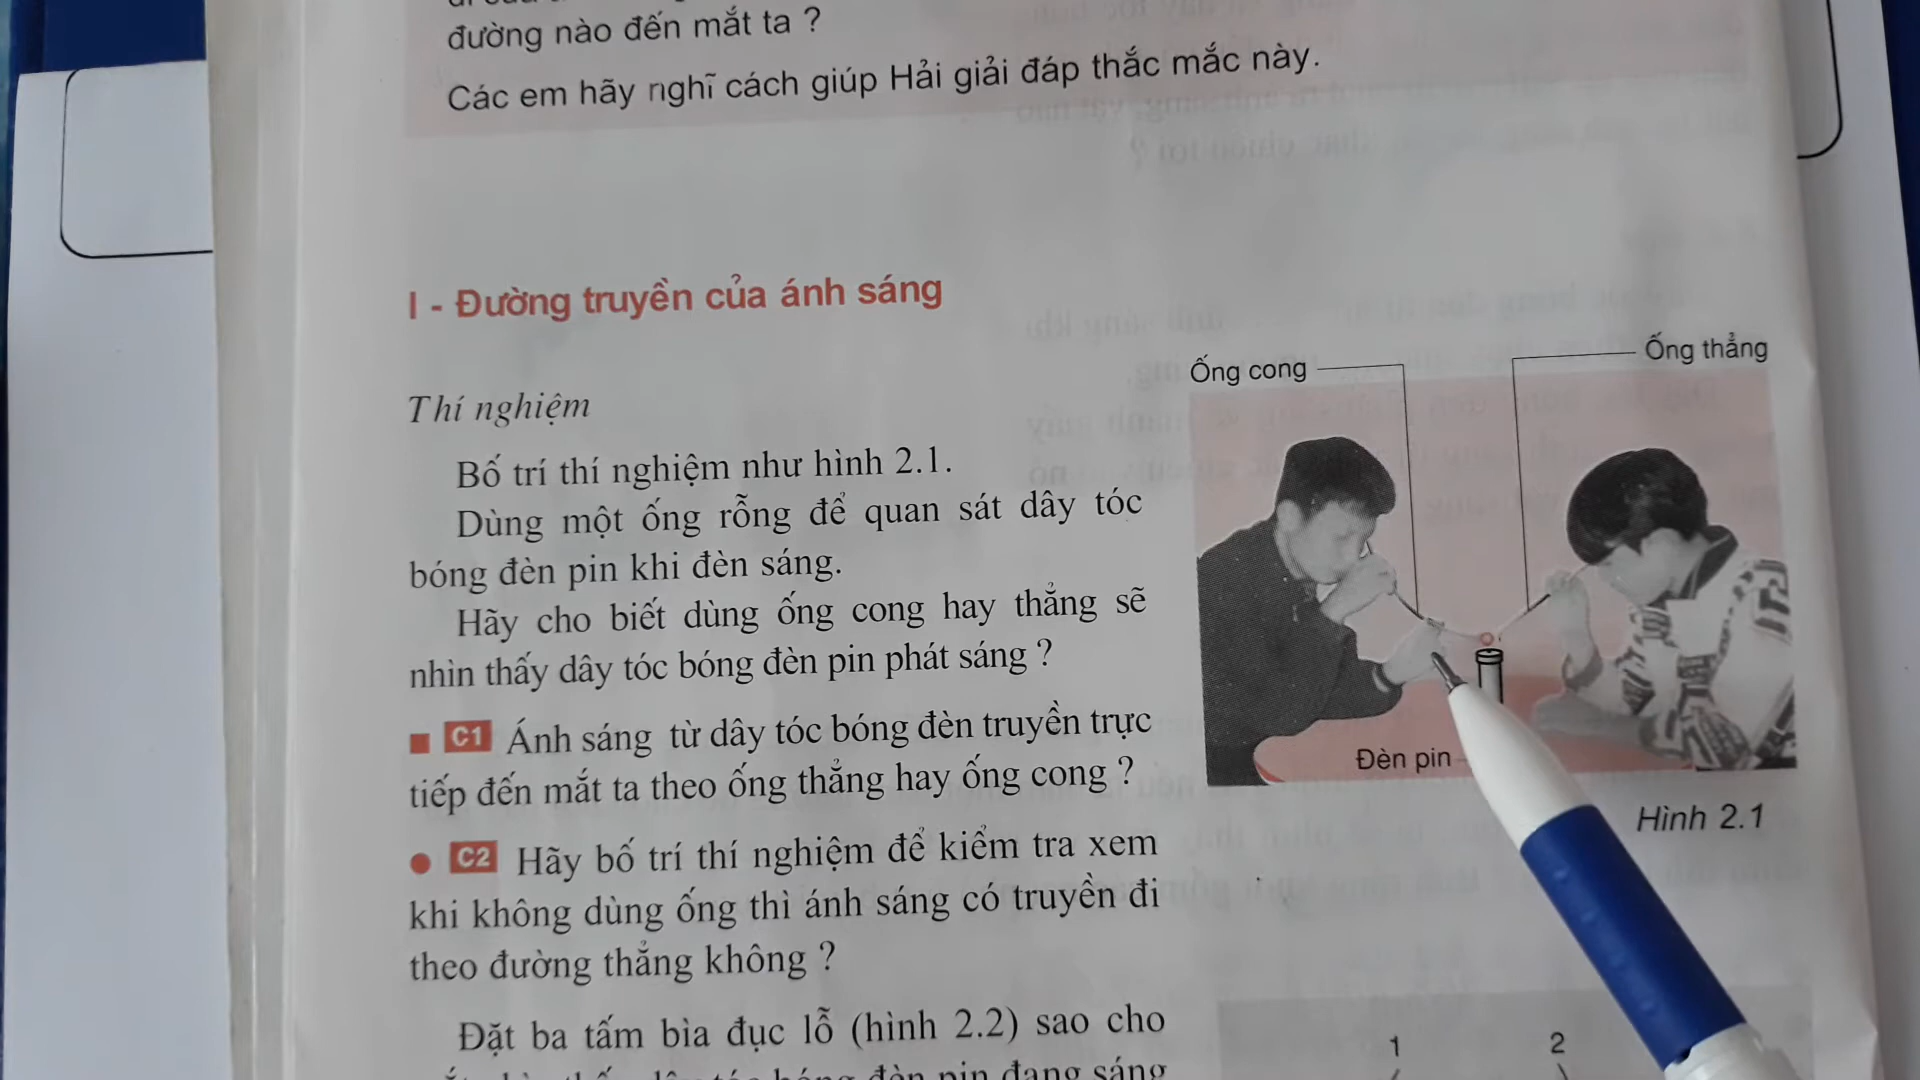 đường nào đến mắt ta ?
Các em hãy nghĩ cách giúp Hải giải đáp thắc mắc này.
I - Đường truyền của ánh sáng
Ống cong
Ống thẳng
Thí nghiệm
Bố trí thí nghiệm như hình 2.1.
Dùng một ống rỗng để quan sát dây tóc
bóng đèn pin khi đèn sáng.
Hãy cho biết dùng ống cong hay thẳng sẽ
nhìn thấy dây tóc bóng đèn pin phát sáng ?
C1 Ánh sáng từ dây tóc bóng đèn truyền trực
tiếp đến mắt ta theo ống thẳng hay ống cong ?
Đèn pin
Hình 2.1
C2 Hãy bố trí thí nghiệm để kiểm tra xem
khi không dùng ống thì ánh sáng có truyền đi
theo đường thẳng không ?
Đặt ba tấm bìa đục lỗ (hình 2.2) sao cho
bóng đèn pin đang sáng
1
2